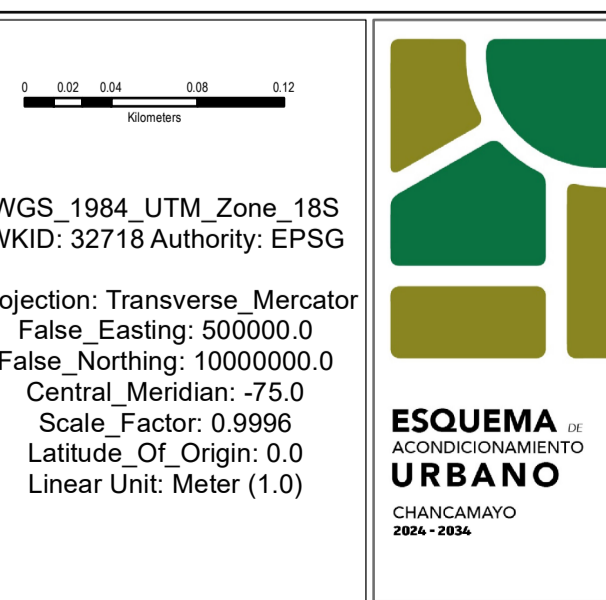 0 0.02 0.04 0.08 0.12
Kilometers
WGS_1984_UTM_Zone_18S
WKID: 32718 Authority: EPSG
ojection: Transverse_Mercator
False_Easting: 500000.0
False_Northing: 10000000.0
Central_Meridian: -75.0
Scale_Factor: 0.9996
Latitude_Of_Origin: 0.0
Linear Unit: Meter (1.0)
ESQUEMA DE
ACONDICIONAMIENTO
URBANO
CHANCAMAYO
2024 - 2034